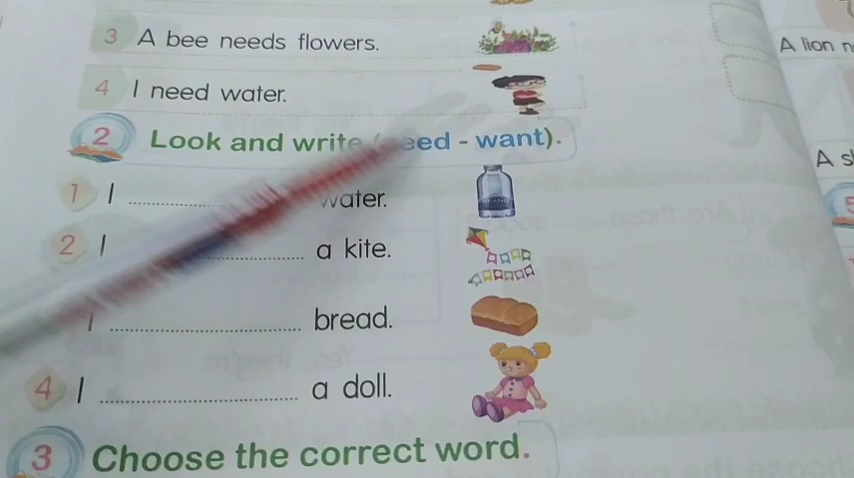 3 A bee needs flowers.
4 I need water.
2 Look and write - want).
1 I .................... water.
2 I .................... a kite.
I .................... bread.
4 I .................... a doll.
3 Choose the correct word.
A lion
A
5